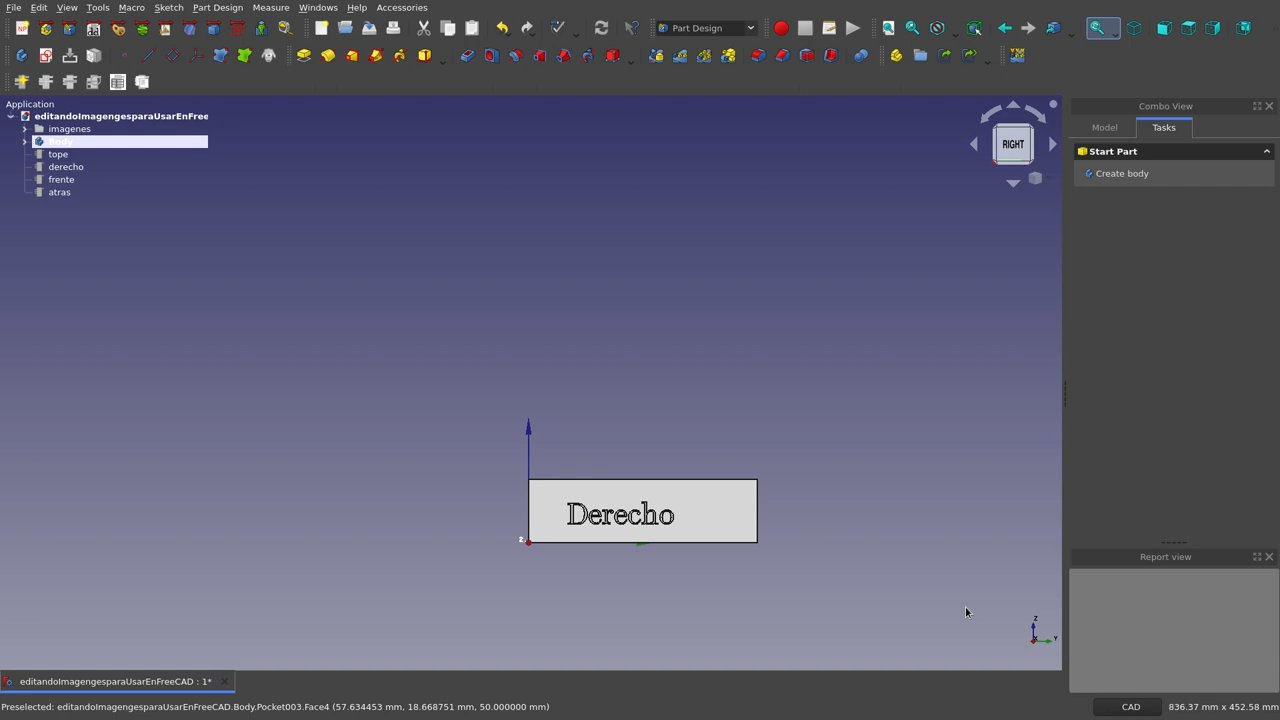 File Edit View Tools Macro Sketch Part Design Measure Windows Help Accessories
Part Design
Application
editandoImagengesparaUsarEnFree
imagenes
Body
tope
derecho
frente
atras
RIGHT
Combo View
Model Tasks
Start Part
Create body
Derecho
2
Report view
Z
Y
editandoImagengesparaUsarEnFreeCAD : 1*
Preselected: editandoImagengesparaUsarEnFreeCAD.Body.Pocket003.Face4 (57.634453 mm, 18.668751 mm, 50.000000 mm)
CAD
836.37 mm x 452.58 mm